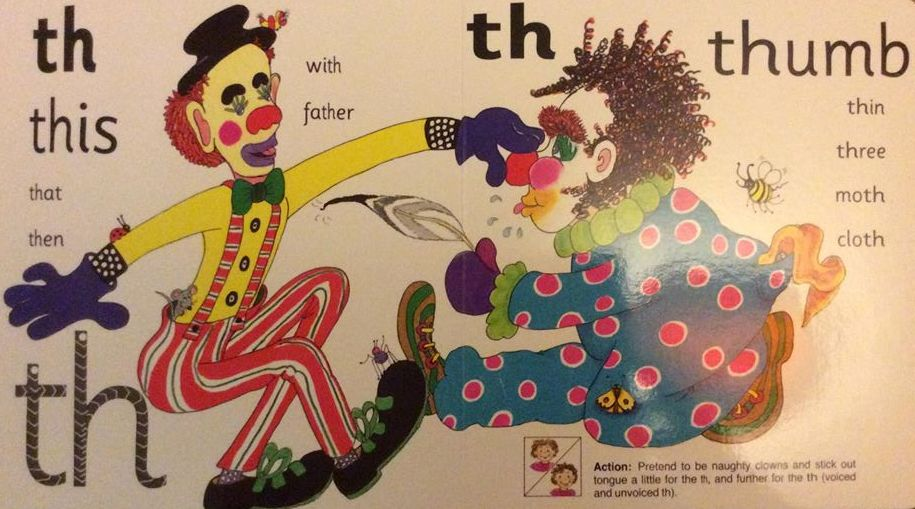 th
this
that
then
with
father
th
th
thumb
thin
three
moth
cloth
Action: Pretend to be naughty clowns and stick out
tongue a little for the th, and further for the th (voiced
and unvoiced th).